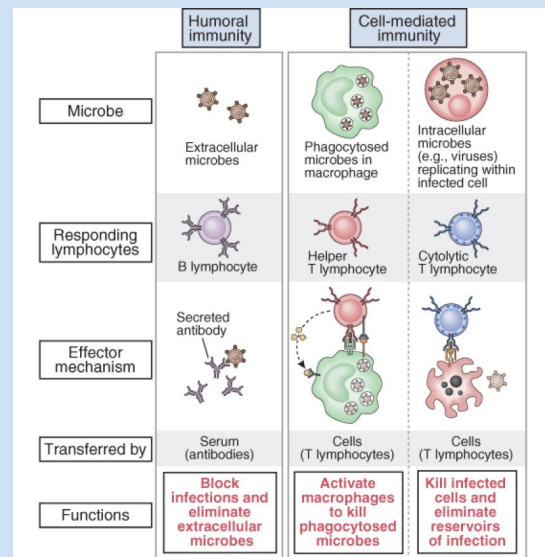 Humoral
immunity
Cell-mediated
immunity
Microbe
Extracellular
microbes
Phagocytosed
microbes in
macrophage
Intracellular
microbes
(e.g., viruses)
replicating within
infected cell
Responding
lymphocytes
B lymphocyte
Helper
T lymphocyte
Cytolytic
T lymphocyte
Effector
mechanism
Secreted
antibody
Transferred by
Serum
(antibodies)
Cells
(T lymphocytes)
Cells
(T lymphocytes)
Functions
Block
infections and
eliminate
extracellular
microbes
Activate
macrophages
to kill
phagocytosed
microbes
Kill infected
cells and
eliminate
reservoirs
of infection